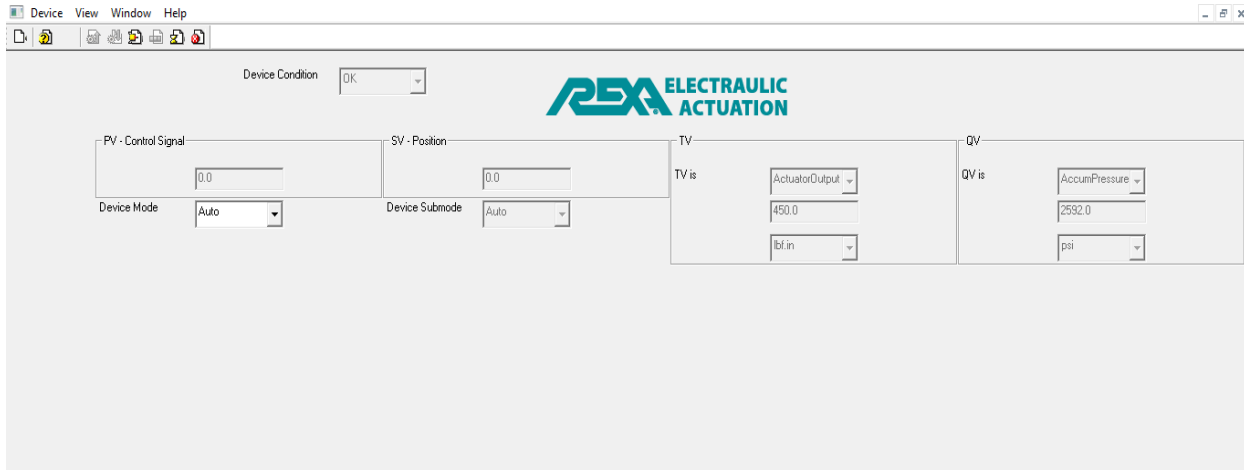 Device View Window Help
Device Condition OK
REXA ELECTRAULIC
ACTUATION
PV - Control Signal
0.0
SV - Position
0.0
TV
TV is ActuatorOutput
450.0
lbf.in
QV
QV is AccumPressure
2592.0
psi
Device Mode Auto
Device Submode Auto